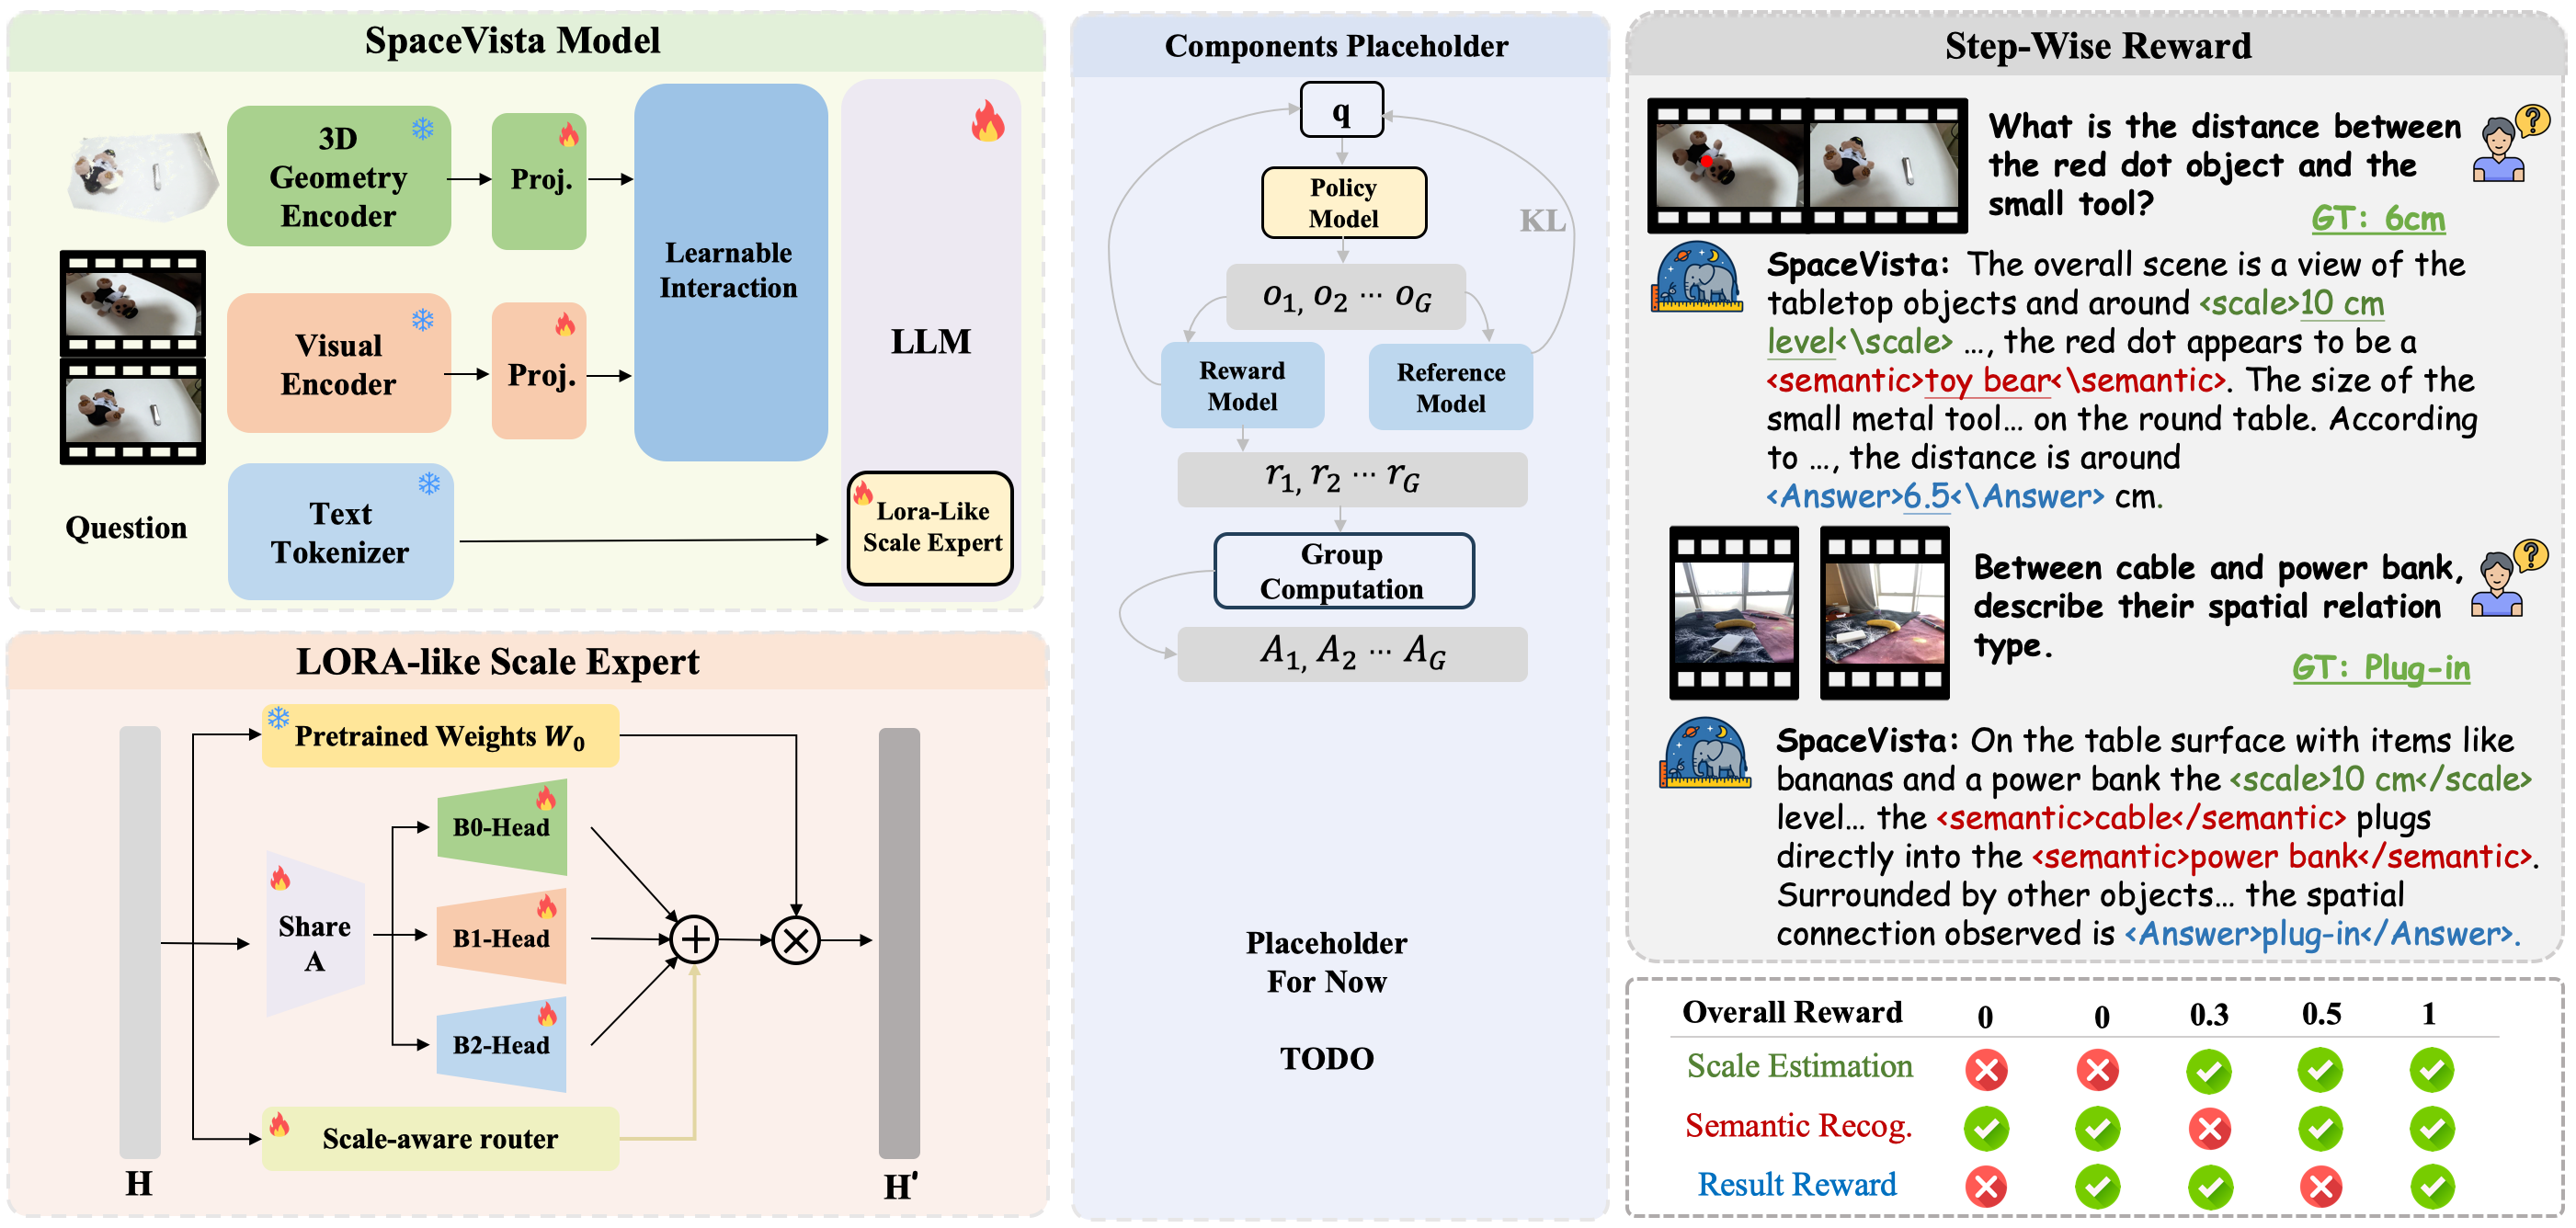 SpaceVista Model
3D
Geometry
Encoder
Proj.
Learnable
Interaction
LLM
Visual
Encoder
Proj.
Question
Text
Tokenizer
Lora-Like
Scale Expert
LORA-like Scale Expert
Pretrained Weights W₀
B0-Head
Share
A
B1-Head
B2-Head
Scale-aware router
H
H'
Components Placeholder
q
Policy
Model
KL
o₁, o₂ ⋯ o_G
Reward
Model
Reference
Model
r₁, r₂ ⋯ r_G
Group
Computation
A₁, A₂ ⋯ A_G
Placeholder
For Now
TODO
Step-Wise Reward
What is the distance between
the red dot object and the
small tool?
GT: 6cm
SpaceVista: The overall scene is a view of the
tabletop objects and around <scale>10 cm
level<\scale> ..., the red dot appears to be a
<semantic>toy bear<\semantic>. The size of the
small metal tool... on the round table. According
to ..., the distance is around
<Answer>6.5<\Answer> cm.
Between cable and power bank,
describe their spatial relation
type.
GT: Plug-in
SpaceVista: On the table surface with items like
bananas and a power bank the <scale>10 cm</scale>
level... the <semantic>cable</semantic> plugs
directly into the <semantic>power bank</semantic>.
Surrounded by other objects... the spatial
connection observed is <Answer>plug-in</Answer>.
Overall Reward 0 0 0.3 0.5 1
Scale Estimation
Semantic Recog.
Result Reward